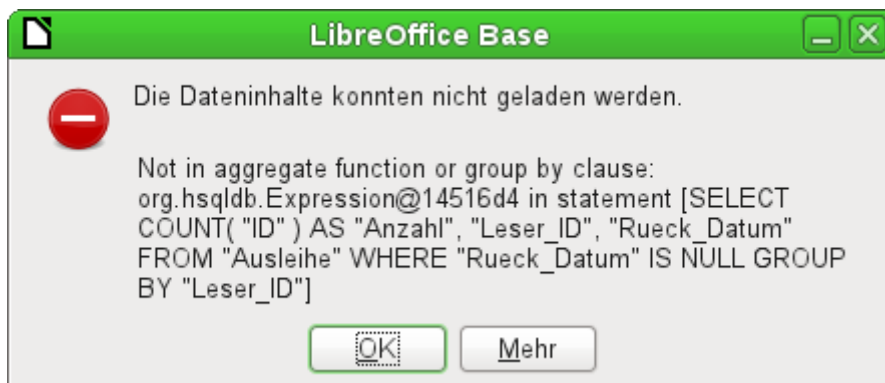 LibreOffice Base
Die Dateninhalte konnten nicht geladen werden.
Not in aggregate function or group by clause:
org.hsqldb.Expression@14516d4 in statement [SELECT
COUNT( "ID" ) AS "Anzahl", "Leser_ID", "Rueck_Datum"
FROM "Ausleihe" WHERE "Rueck_Datum" IS NULL GROUP
BY "Leser_ID"]
OK
Mehr